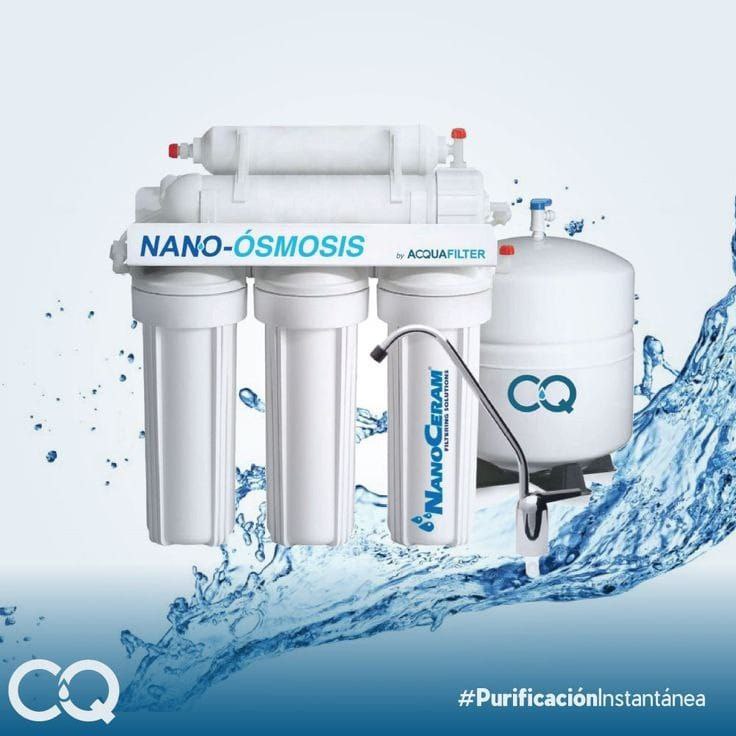 NANO-ÓSMOSIS
by ACQUAFILTER
NANOCERAM®
FILTERING SOLUTIONS
CQ
CQ
#PurificaciónInstantánea